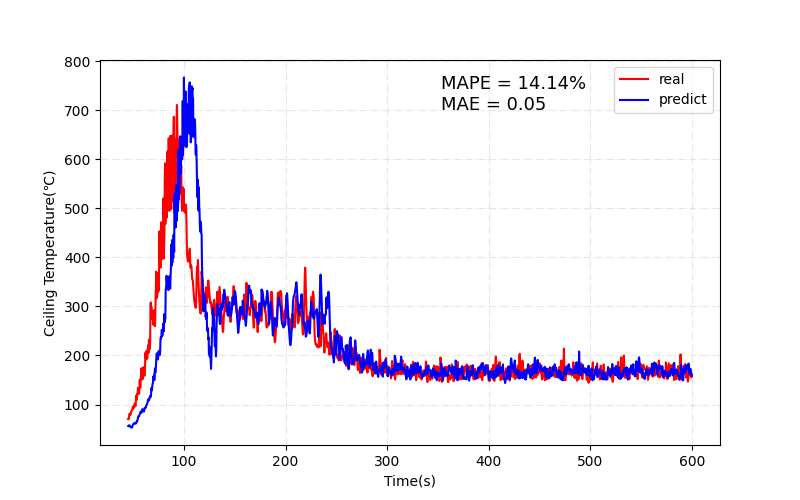 MAPE = 14.14%
MAE = 0.05
real
predict
Ceiling Temperature(℃)
800
700
600
500
400
300
200
100
100 200 300 400 500 600
Time(s)